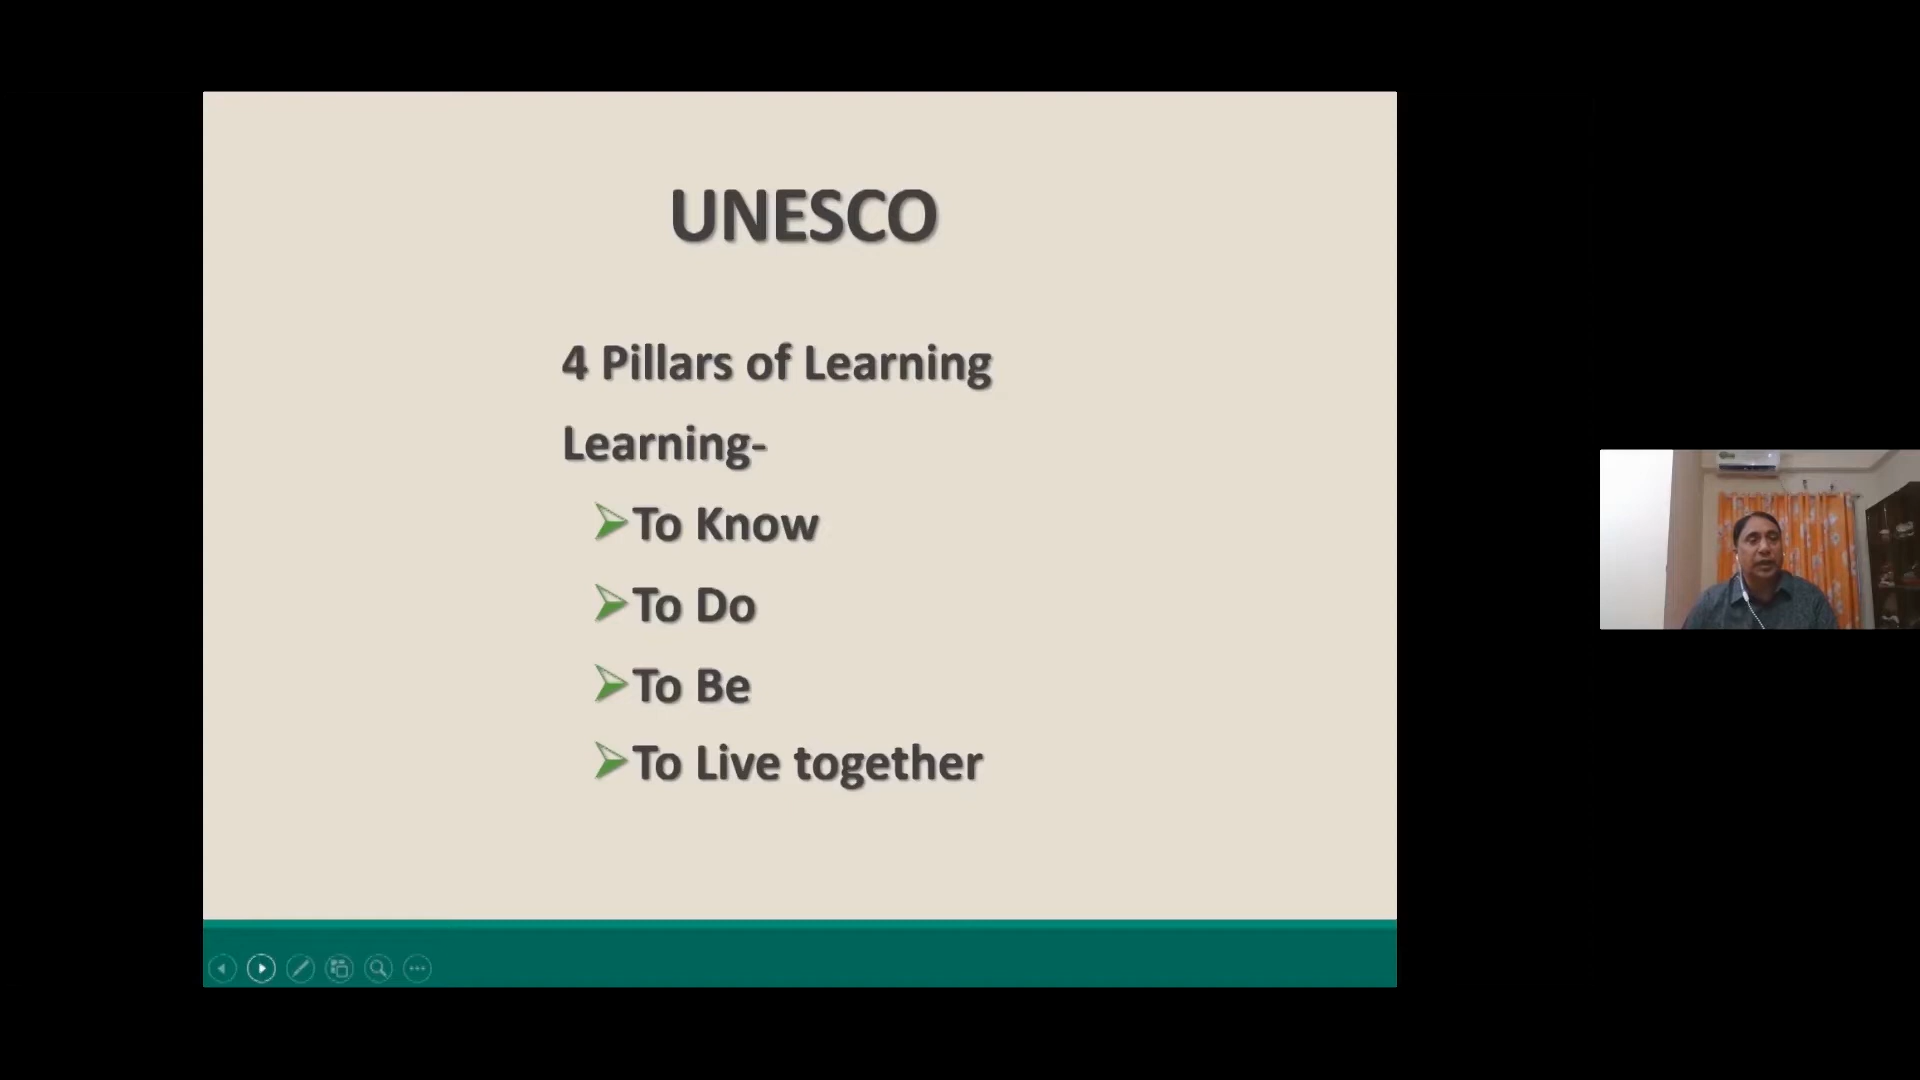 UNESCO
4 Pillars of Learning
Learning-
To Know
To Do
To Be
To Live together